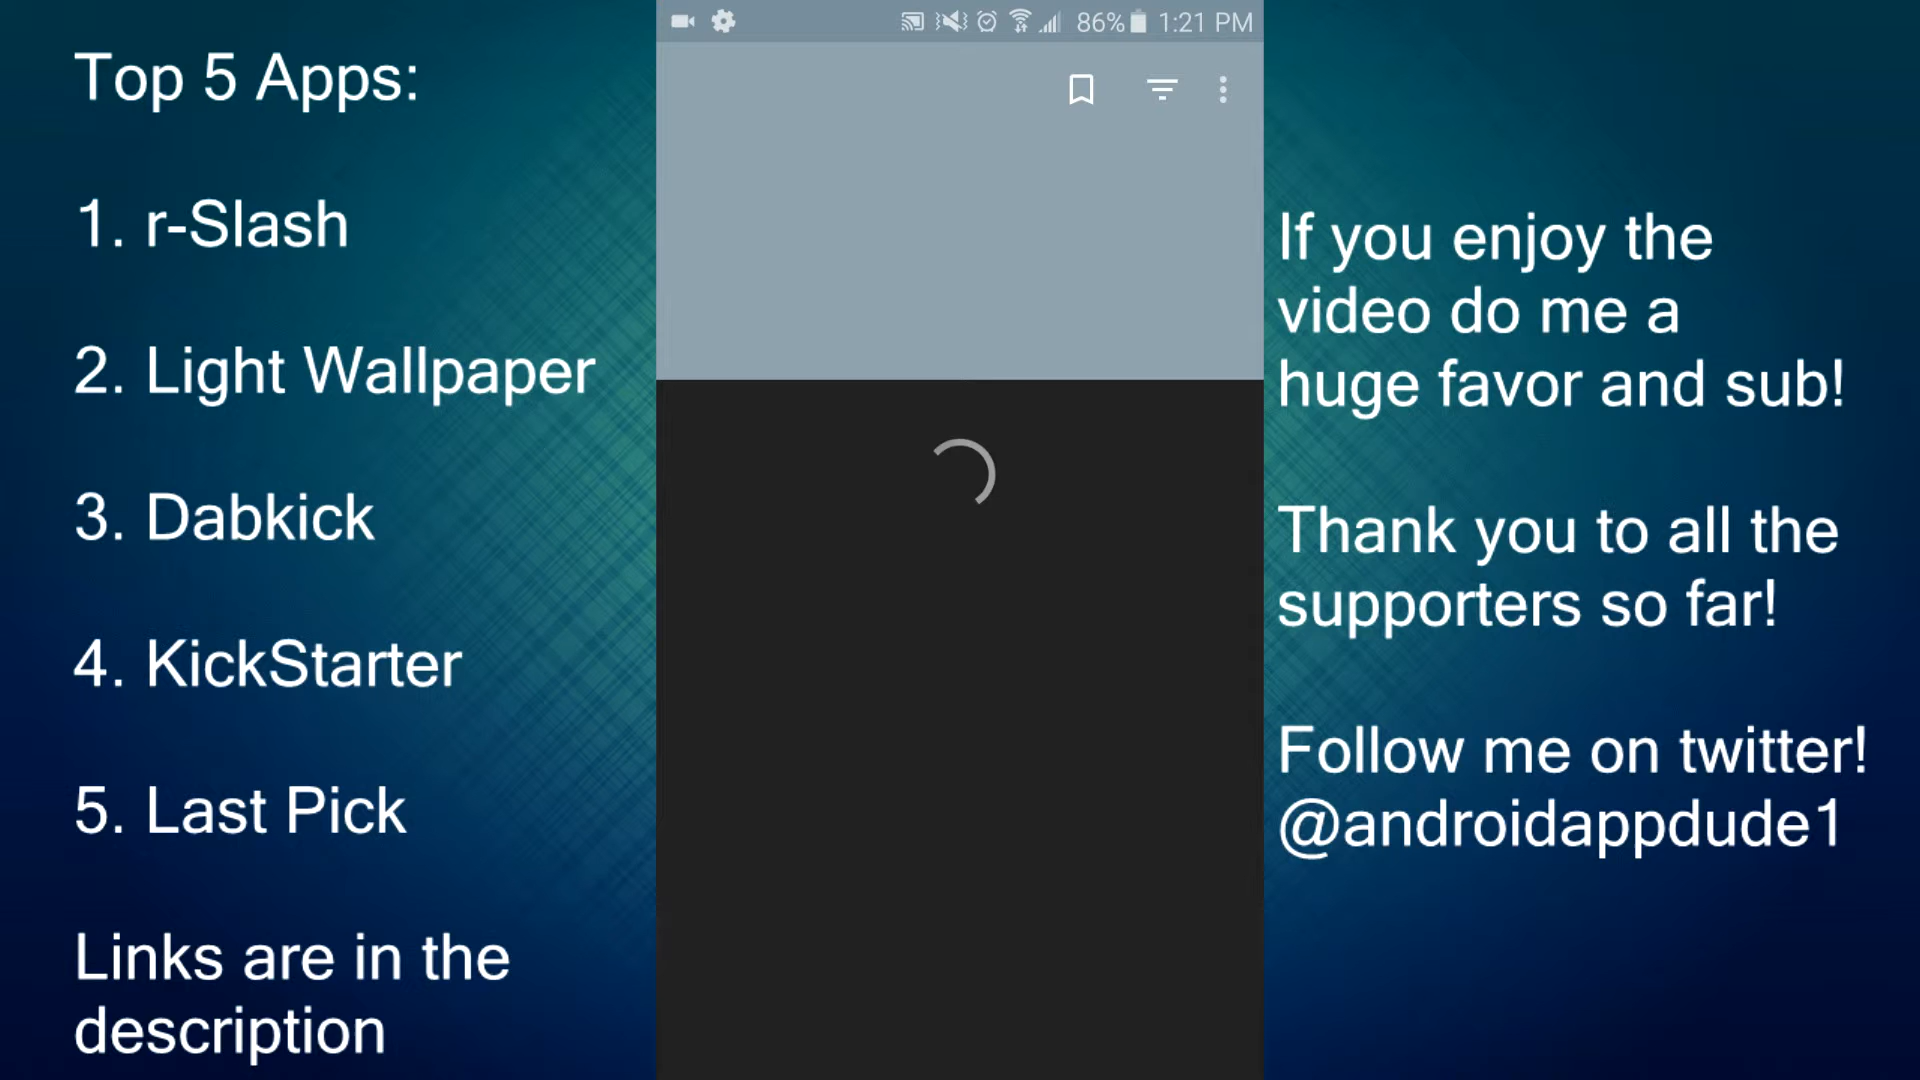 Top 5 Apps:
1. r-Slash
2. Light Wallpaper
3. Dabkick
4. KickStarter
5. Last Pick
Links are in the
description
86% 1:21 PM
If you enjoy the
video do me a
huge favor and sub!
Thank you to all the
supporters so far!
Follow me on twitter!
@androidappdude1